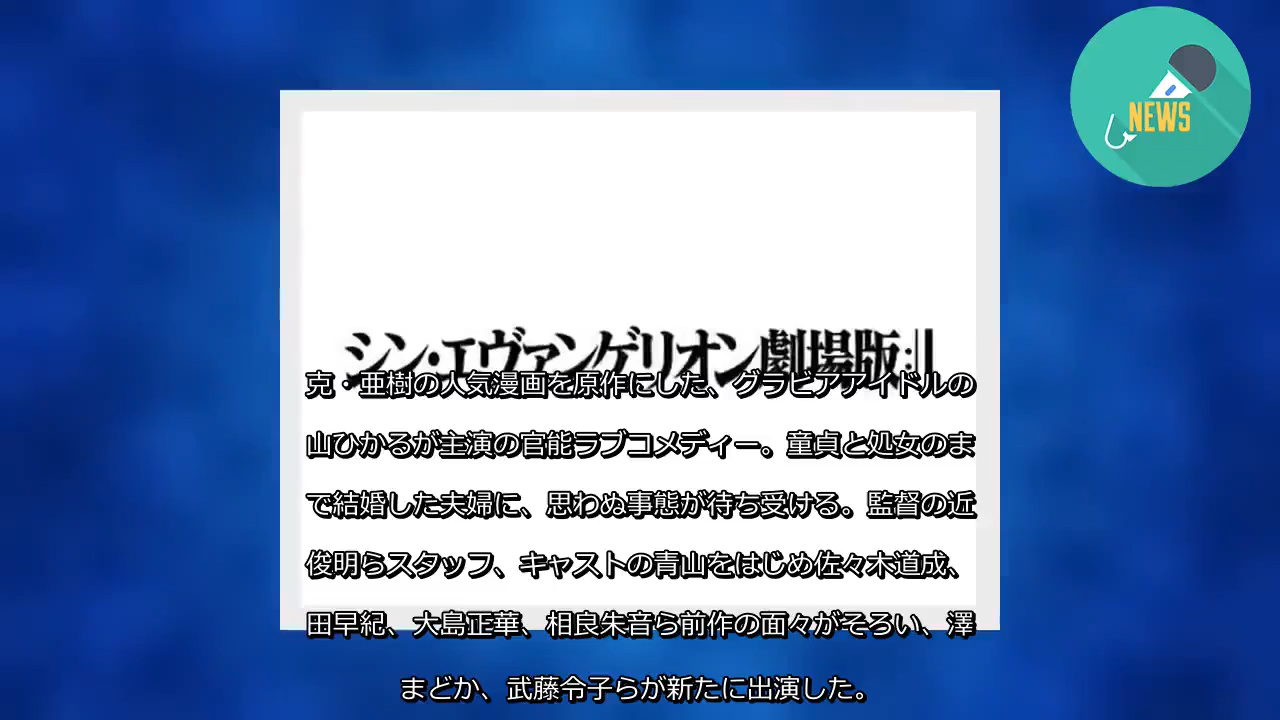 NEWS
シン・エヴァンゲリオン劇場版:||
克・亜樹の人気漫画を原作にした、グラビアアイドルの
山ひかるが主演の官能ラブコメディー。童貞と処女のま
で結婚した夫婦に、思わぬ事態が待ち受ける。監督の近
俊明らスタッフ、キャストの青山をはじめ佐々木道成、
田早紀、大島正華、相良朱音ら前作の面々がそろい、澤
まどか、武藤令子らが新たに出演した。